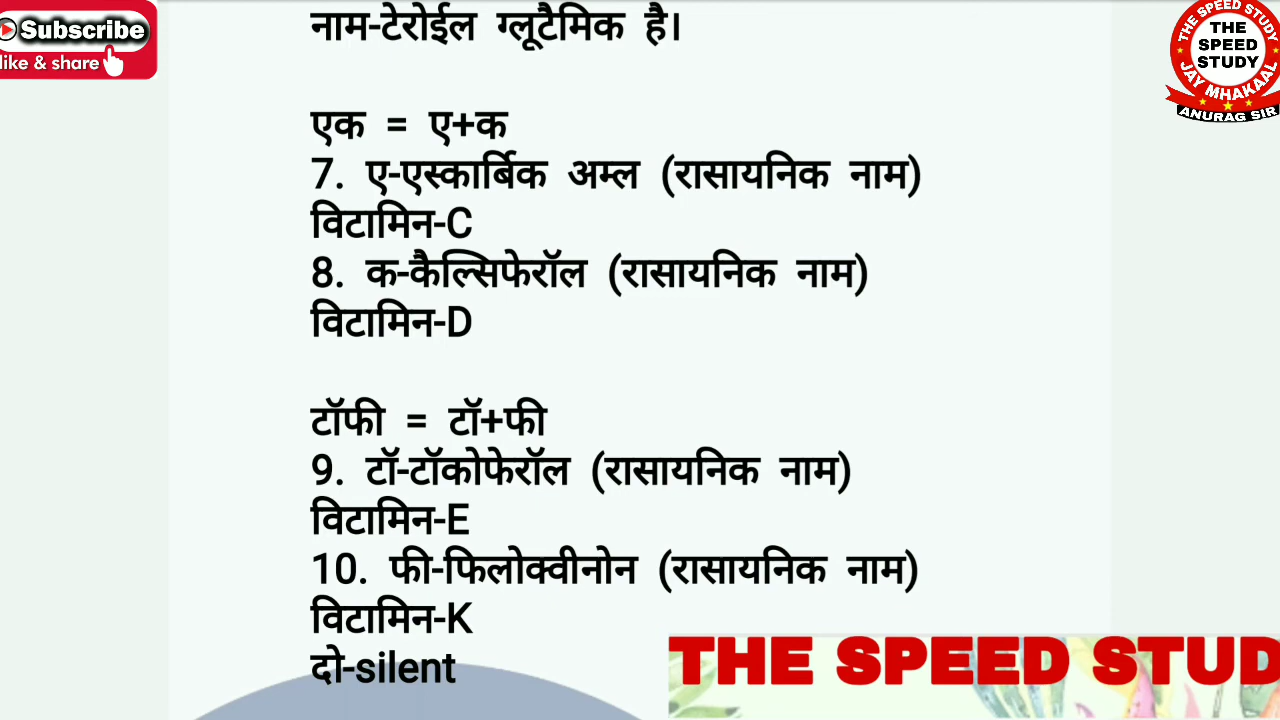 Subscribe
like & share
THE SPEED STUDY
THE
SPEED
STUDY
JAY MHAKAAL
ANURAG SIR
नाम-टेरोईल ग्लूटैमिक है।
एक = ए+क
7. ए-एस्कार्बिक अम्ल (रासायनिक नाम)
विटामिन-C
8. क-कैल्सिफेरॉल (रासायनिक नाम)
विटामिन-D
टॉफी = टॉ+फी
9. टॉ-टॉकोफेरॉल (रासायनिक नाम)
विटामिन-E
10. फी-फिलोक्वीनोन (रासायनिक नाम)
विटामिन-K
दो-silent
THE SPEED STUD